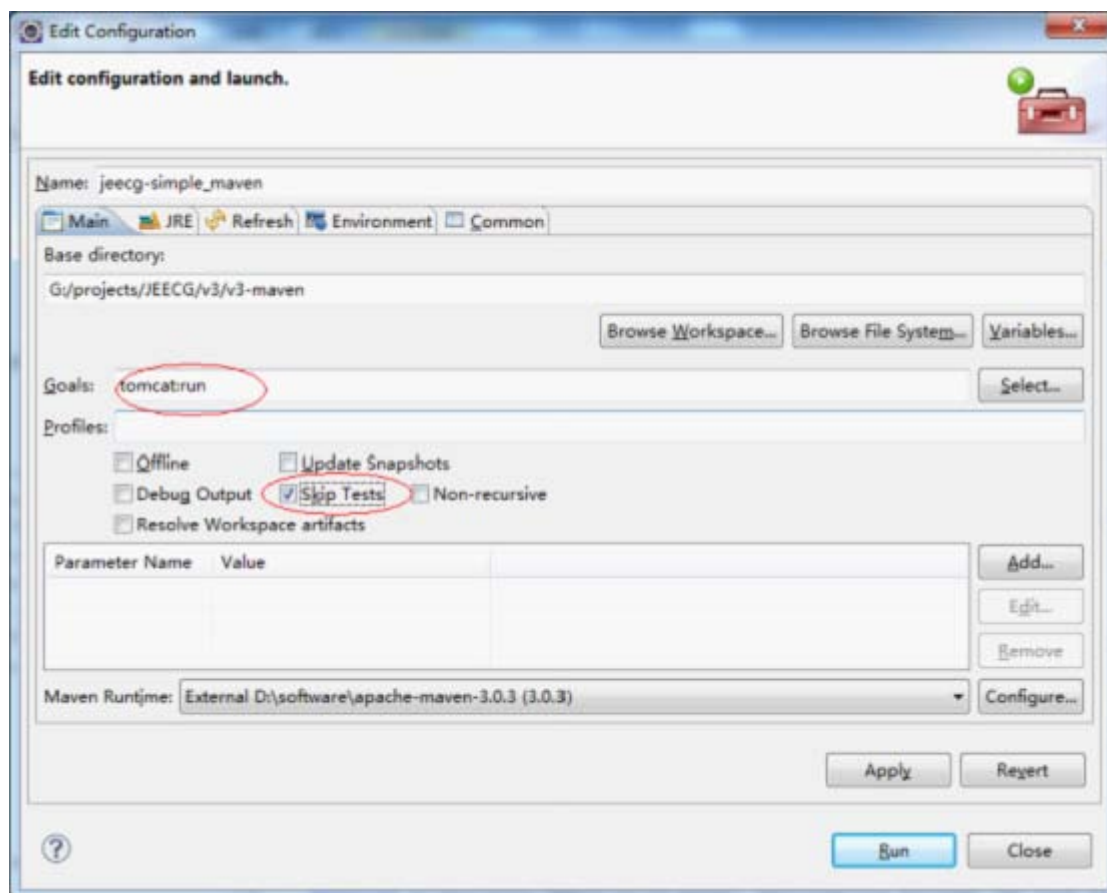 Edit Configuration
Edit configuration and launch.
Name: jeecg-simple_maven
Main JRE Refresh Environment Common
Base directory:
G:/projects/JEECG/v3/v3-maven
Browse Workspace... Browse File System... Variables...
Goals: tomcat:run Select...
Profiles:
Offline Update Snapshots
Debug Output Skip Tests Non-recursive
Resolve Workspace artifacts
Parameter Name Value Add...
Edit...
Remove
Maven Runtime: External D:\software\apache-maven-3.0.3 (3.0.3) Configure...
Apply Revert
? Run Close